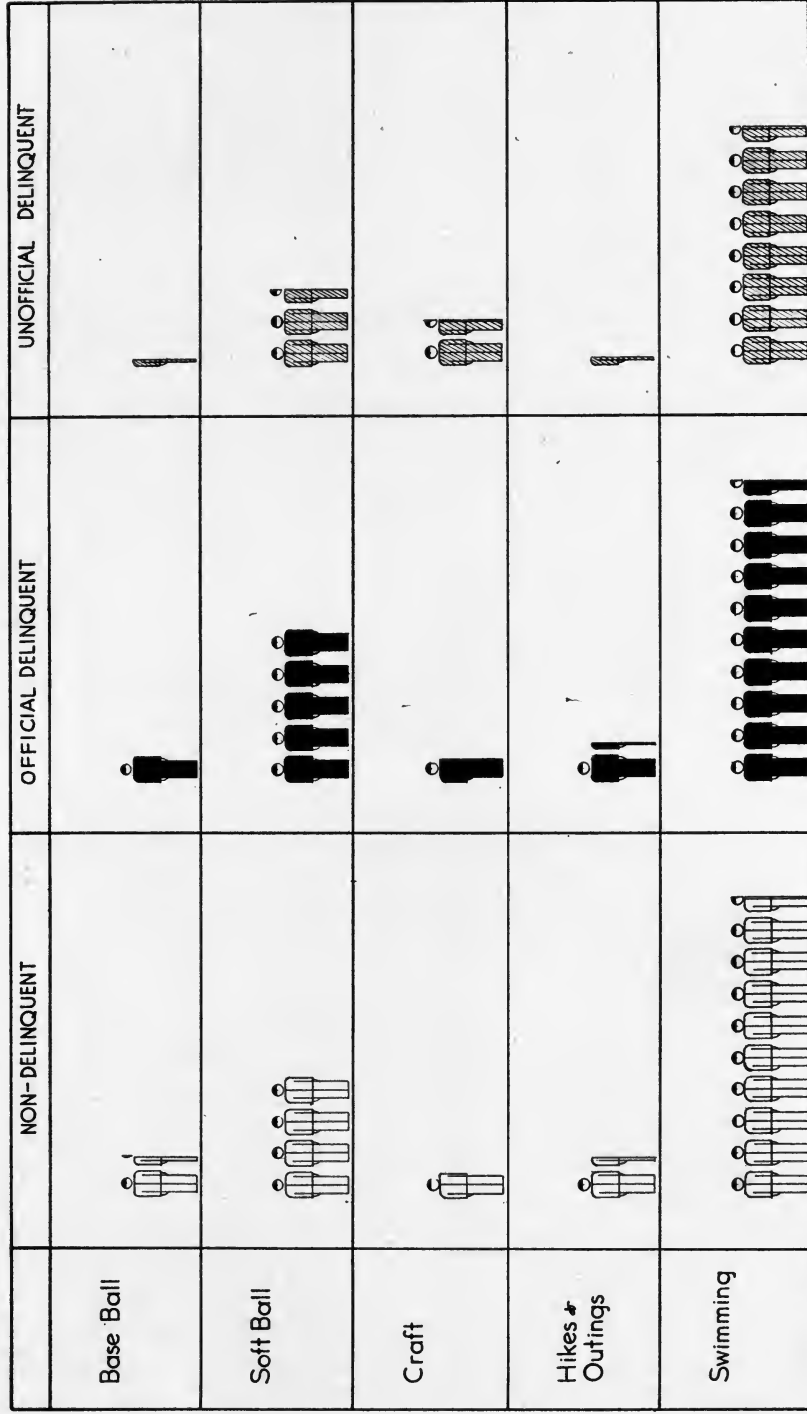 NON-DELINQUENT
OFFICIAL DELINQUENT
UNOFFICIAL DELINQUENT
Base Ball
Soft Ball
Craft
Hikes &
Outings
Swimming